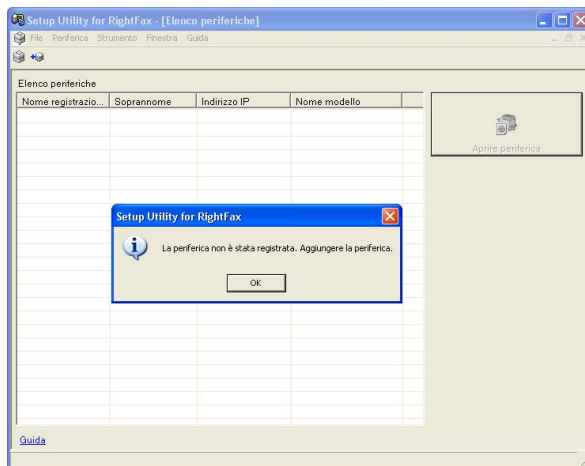 Setup Utility for RightFax - [Elenco periferiche]
File Periferica Strumento Finestra Guida
Elenco periferiche
Nome registrazio... Soprannome Indirizzo IP Nome modello
Aprire periferica
Setup Utility for RightFax
La periferica non è stata registrata. Aggiungere la periferica.
OK
Guida